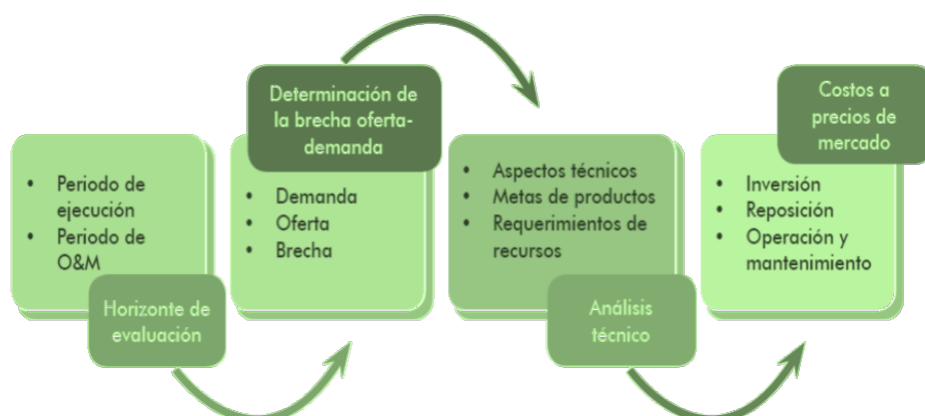 • Periodo de
ejecución
• Periodo de
O&M
Horizonte de
evaluación
Determinación de
la brecha oferta-
demanda
• Demanda
• Oferta
• Brecha
• Aspectos técnicos
• Metas de productos
• Requerimientos de
recursos
Análisis
técnico
Costos a
precios de
mercado
• Inversión
• Reposición
• Operación y
mantenimiento